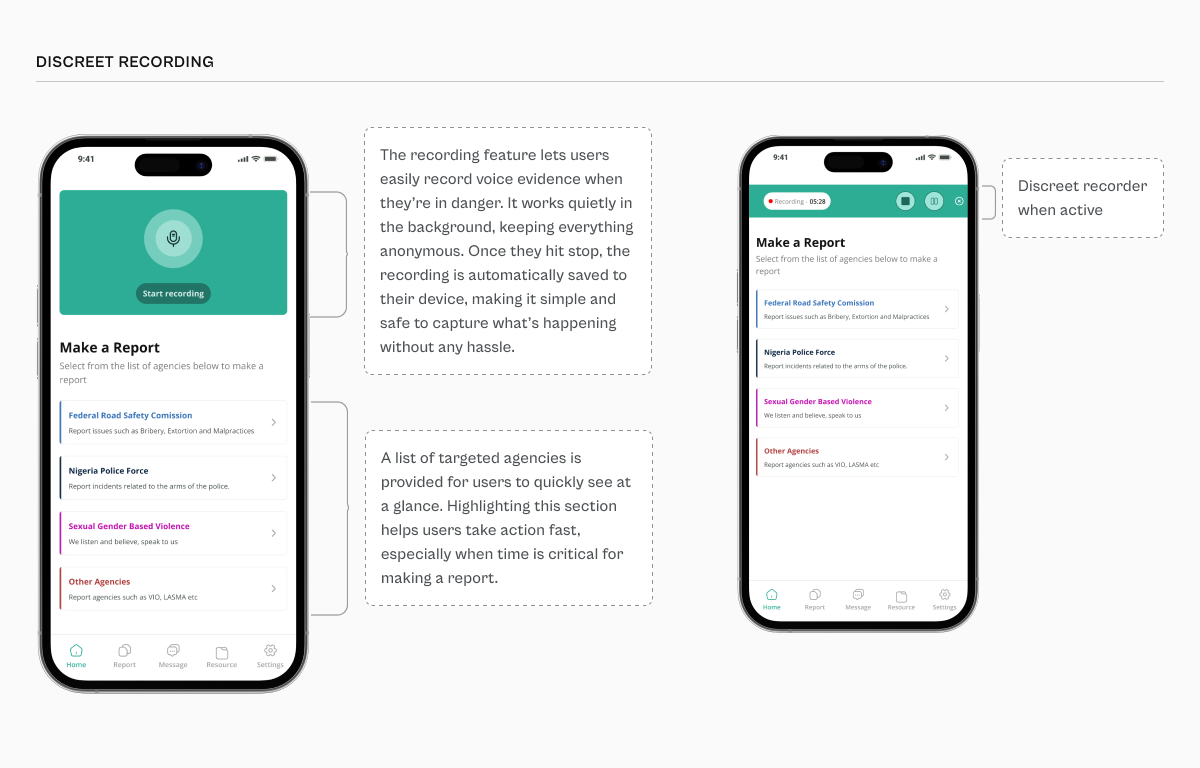 DISCREET RECORDING
9:41
Start recording
Make a Report
Select from the list of agencies below to make a
report
Federal Road Safety Comission
Report issues such as Bribery, Extortion and Malpractices
Nigeria Police Force
Report incidents related to the arms of the police.
Sexual Gender Based Violence
We listen and believe, speak to us
Other Agencies
Report agencies such as VIO, LASMA etc
Home
Report
Message
Resource
Settings
The recording feature lets users
easily record voice evidence when
they’re in danger. It works quietly in
the background, keeping everything
anonymous. Once they hit stop, the
recording is automatically saved to
their device, making it simple and
safe to capture what’s happening
without any hassle.
A list of targeted agencies is
provided for users to quickly see at
a glance. Highlighting this section
helps users take action fast,
especially when time is critical for
making a report.
9:41
Recording - 05:28
Make a Report
Select from the list of agencies below to make a
report
Federal Road Safety Comission
Report issues such as Bribery, Extortion and Malpractices
Nigeria Police Force
Report incidents related to the arms of the police.
Sexual Gender Based Violence
We listen and believe, speak to us
Other Agencies
Report agencies such as VIO, LASMA etc
Home
Report
Message
Resource
Settings
Discreet recorder
when active